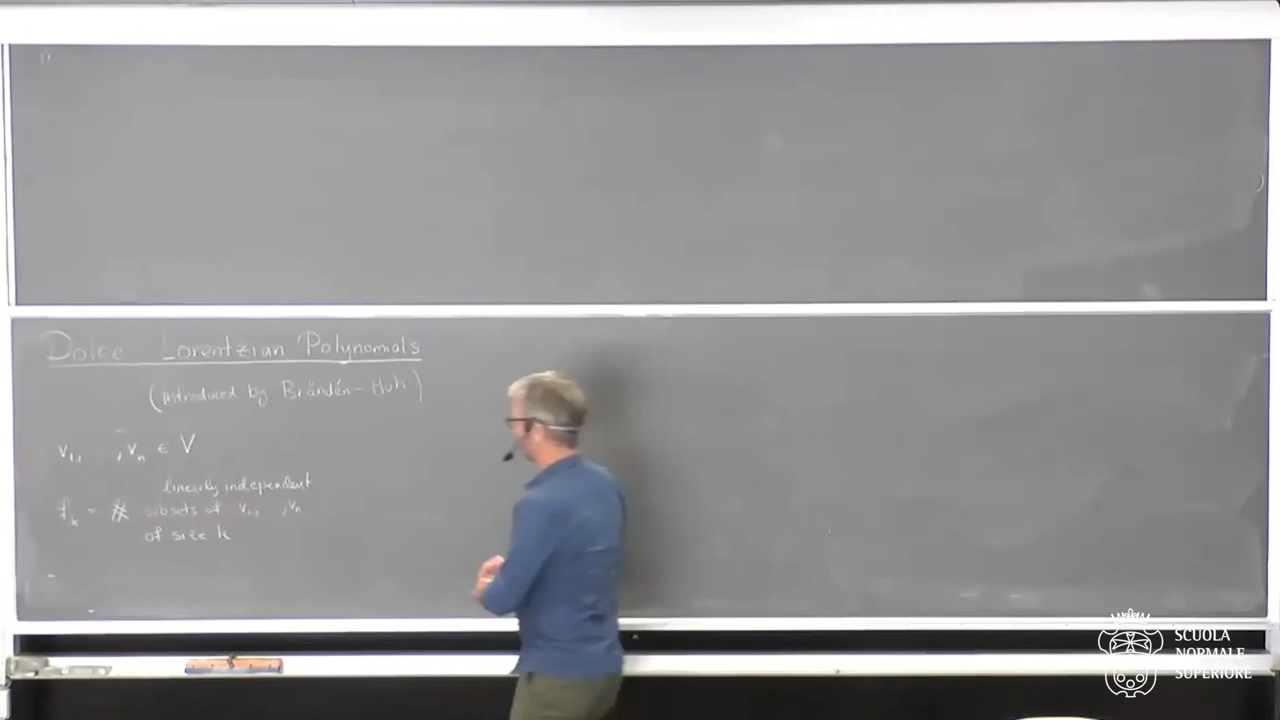 Dolce Lorentzian Polynomials
(introduced by Brändén-Huh)
v₁, ,vₙ ∈ V
linearly independent
fₖ = # subsets of v₁, ,vₙ
of size k
SCUOLA
NORMALE
SUPERIORE